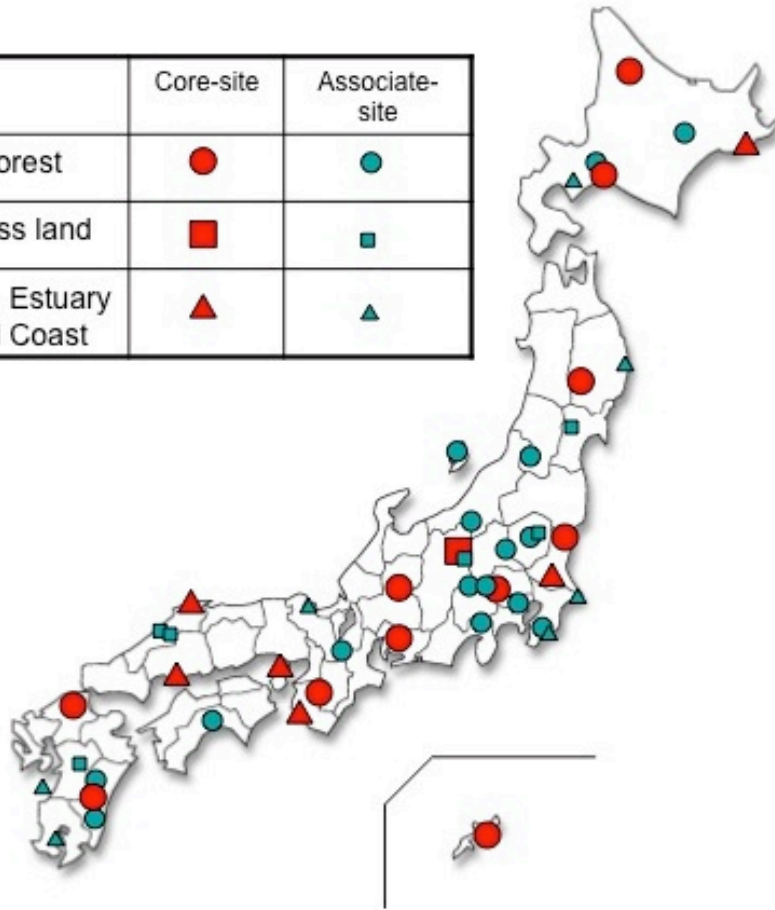 Core-site
Associate-
site
orest
ss land
Estuary
Coast